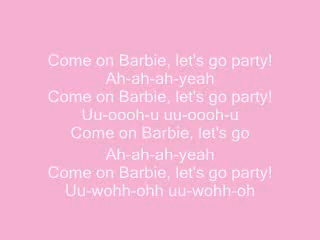 Come on Barbie, let's go party!
Ah-ah-ah-yeah
Come on Barbie, let's go party!
Uu-oooh-u uu-oooh-u
Come on Barbie, let's go
Ah-ah-ah-yeah
Come on Barbie, let's go party!
Uu-wohh-ohh uu-wohh-oh